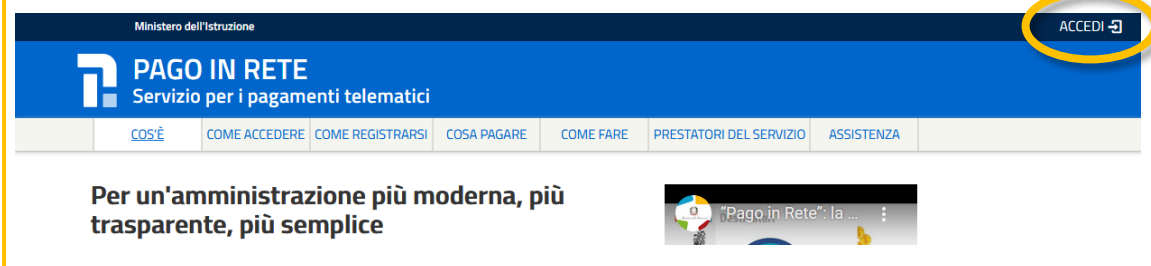 Ministero dell'Istruzione
ACCEDI
PAGO IN RETE
Servizio per i pagamenti telematici
COS'È COME ACCEDERE COME REGISTRARSI COSA PAGARE COME FARE PRESTATORI DEL SERVIZIO ASSISTENZA
Per un'amministrazione più moderna, più
trasparente, più semplice
“Pago in Rete”: la ...